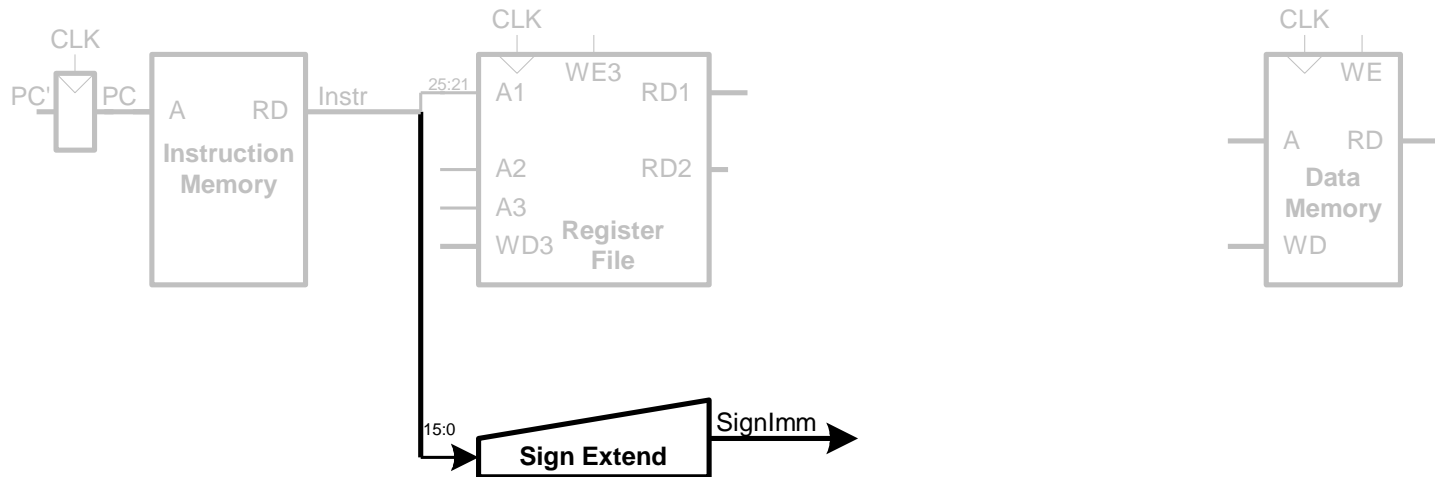 CLK
CLK
CLK
PC'
PC
A
RD
Instr
Instruction
Memory
25:21
A1
WE3
RD1
A2
RD2
A3
WD3
Register
File
WE
A
RD
Data
Memory
WD
15:0
Sign Extend
SignImm